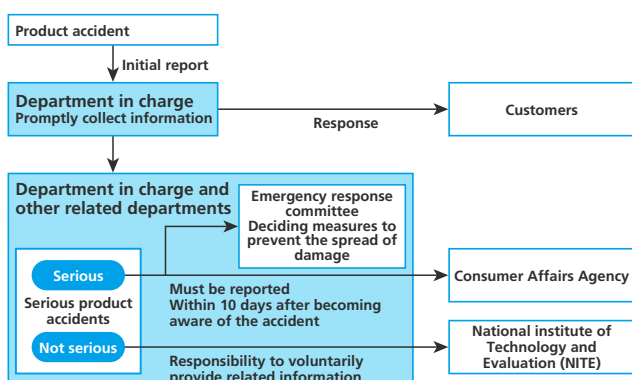 Product accident
Initial report
Department in charge
Promptly collect information
Response
Customers
Department in charge and
other related departments
Emergency response
committee
Deciding measures to
prevent the spread of
damage
Serious
Serious product
accidents
Not serious
Must be reported
Within 10 days after becoming
aware of the accident
Consumer Affairs Agency
Responsibility to voluntarily
provide related information
National institute of
Technology and
Evaluation (NITE)